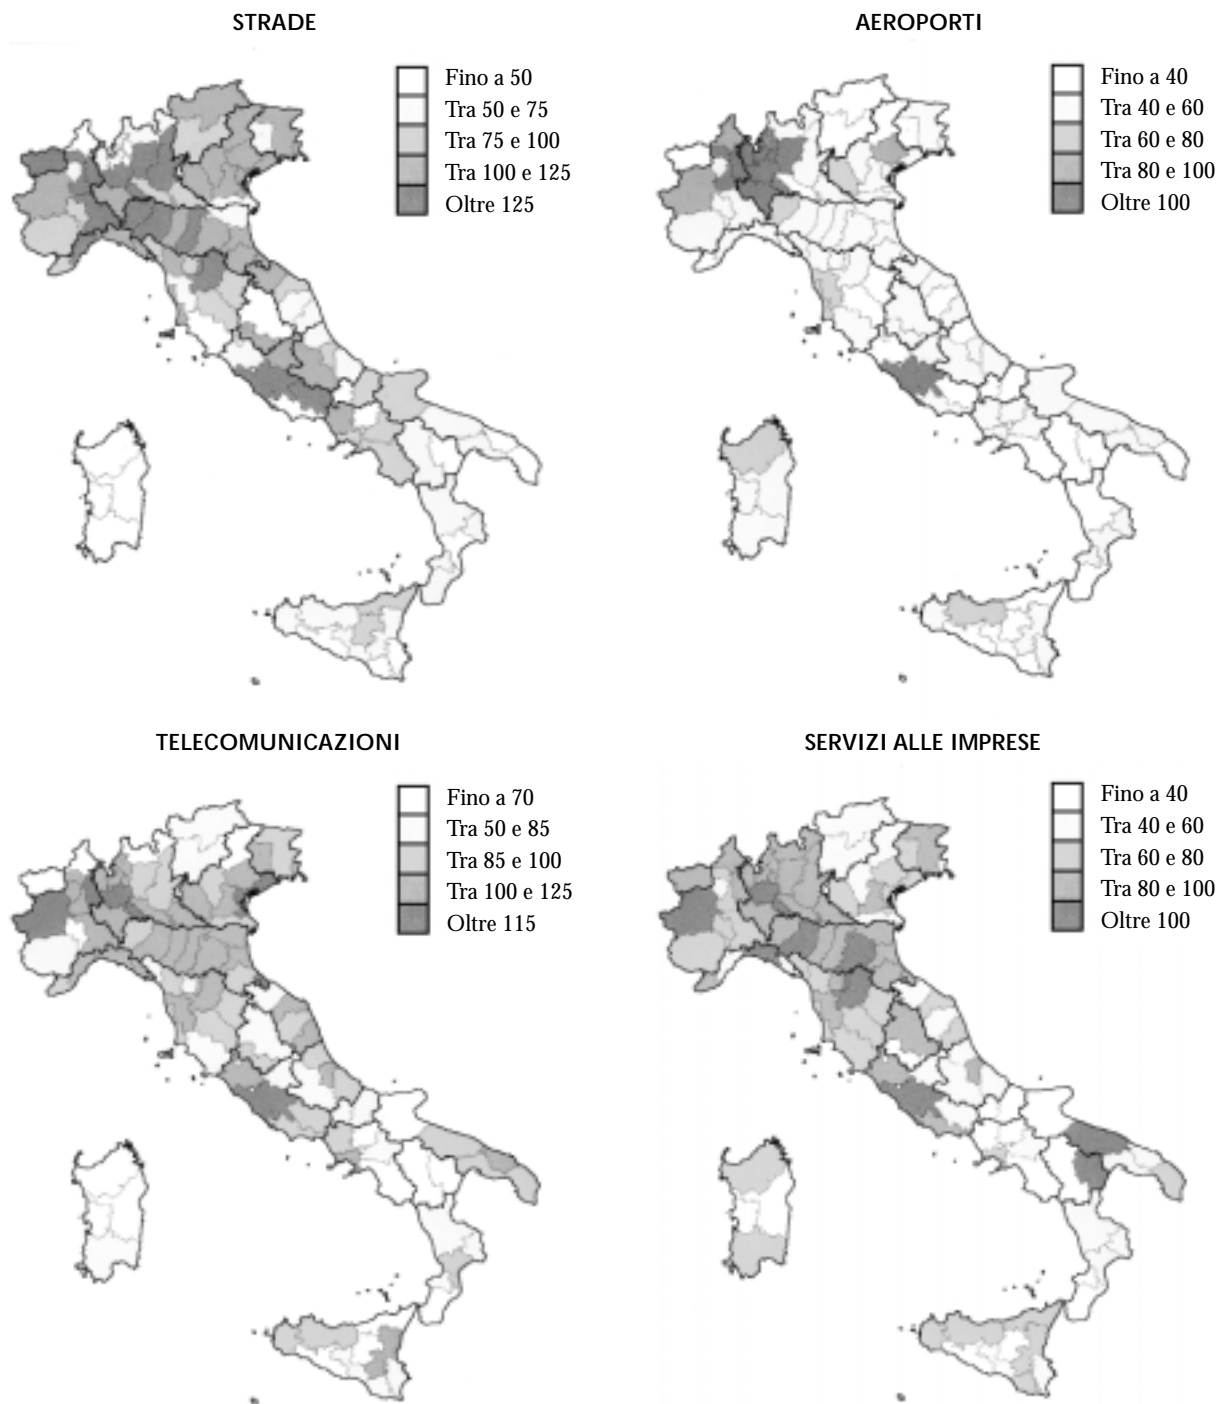 STRADE
Fino a 50
Tra 50 e 75
Tra 75 e 100
Tra 100 e 125
Oltre 125
AEROPORTI
Fino a 40
Tra 40 e 60
Tra 60 e 80
Tra 80 e 100
Oltre 100
TELECOMUNICAZIONI
Fino a 70
Tra 50 e 85
Tra 85 e 100
Tra 100 e 125
Oltre 115
SERVIZI ALLE IMPRESE
Fino a 40
Tra 40 e 60
Tra 60 e 80
Tra 80 e 100
Oltre 100